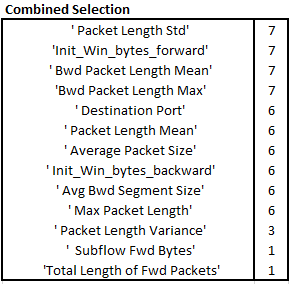 Combined Selection
' Packet Length Std' 7
'Init_Win_bytes_forward' 7
' Bwd Packet Length Mean' 7
'Bwd Packet Length Max' 7
' Destination Port' 6
' Packet Length Mean' 6
' Average Packet Size' 6
' Init_Win_bytes_backward' 6
' Avg Bwd Segment Size' 6
' Max Packet Length' 6
' Packet Length Variance' 3
' Subflow Fwd Bytes' 1
'Total Length of Fwd Packets' 1